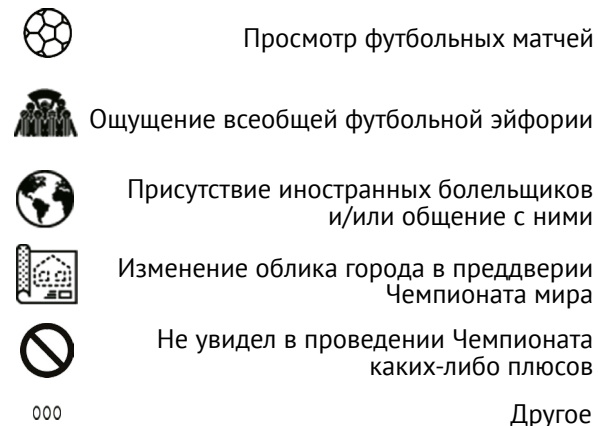 Просмотр футбольных матчей
Ощущение всеобщей футбольной эйфории
Присутствие иностранных болельщиков
и/или общение с ними
Изменение облика города в преддверии
Чемпионата мира
Не увидел в проведении Чемпионата
каких-либо плюсов
Другое